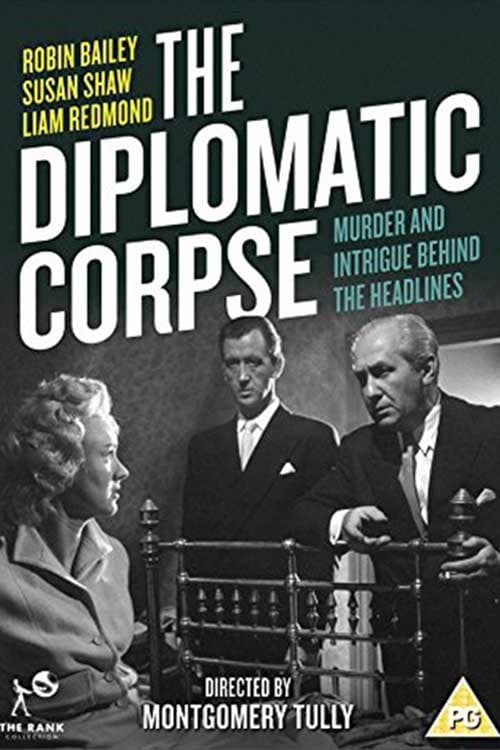 ROBIN BAILEY
SUSAN SHAW
LIAM REDMOND
THE
DIPLOMATIC
CORPSE
MURDER AND
INTRIGUE BEHIND
THE HEADLINES
DIRECTED BY
MONTGOMERY TULLY
THE RANK
COLLECTION
PG